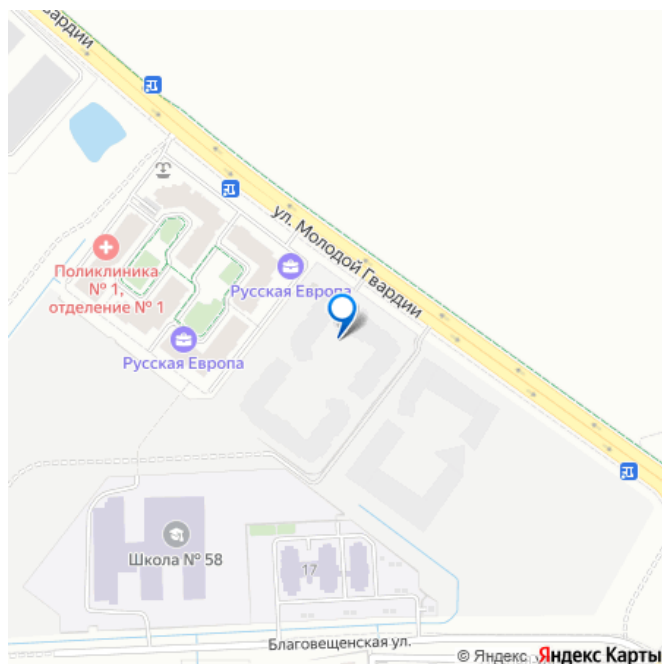 вардии
ул. Молодой Гвардии
Поликлиника
№ 1,
отделение № 1
Русская Европа
Русская Европа
Школа № 58
17
Благовещенская ул.
© Яндекс Яндекс Карты